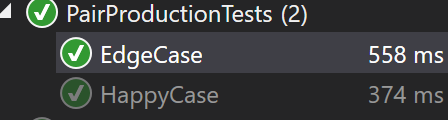 PairProductionTests (2)
EdgeCase 558 ms
HappyCase 374 ms